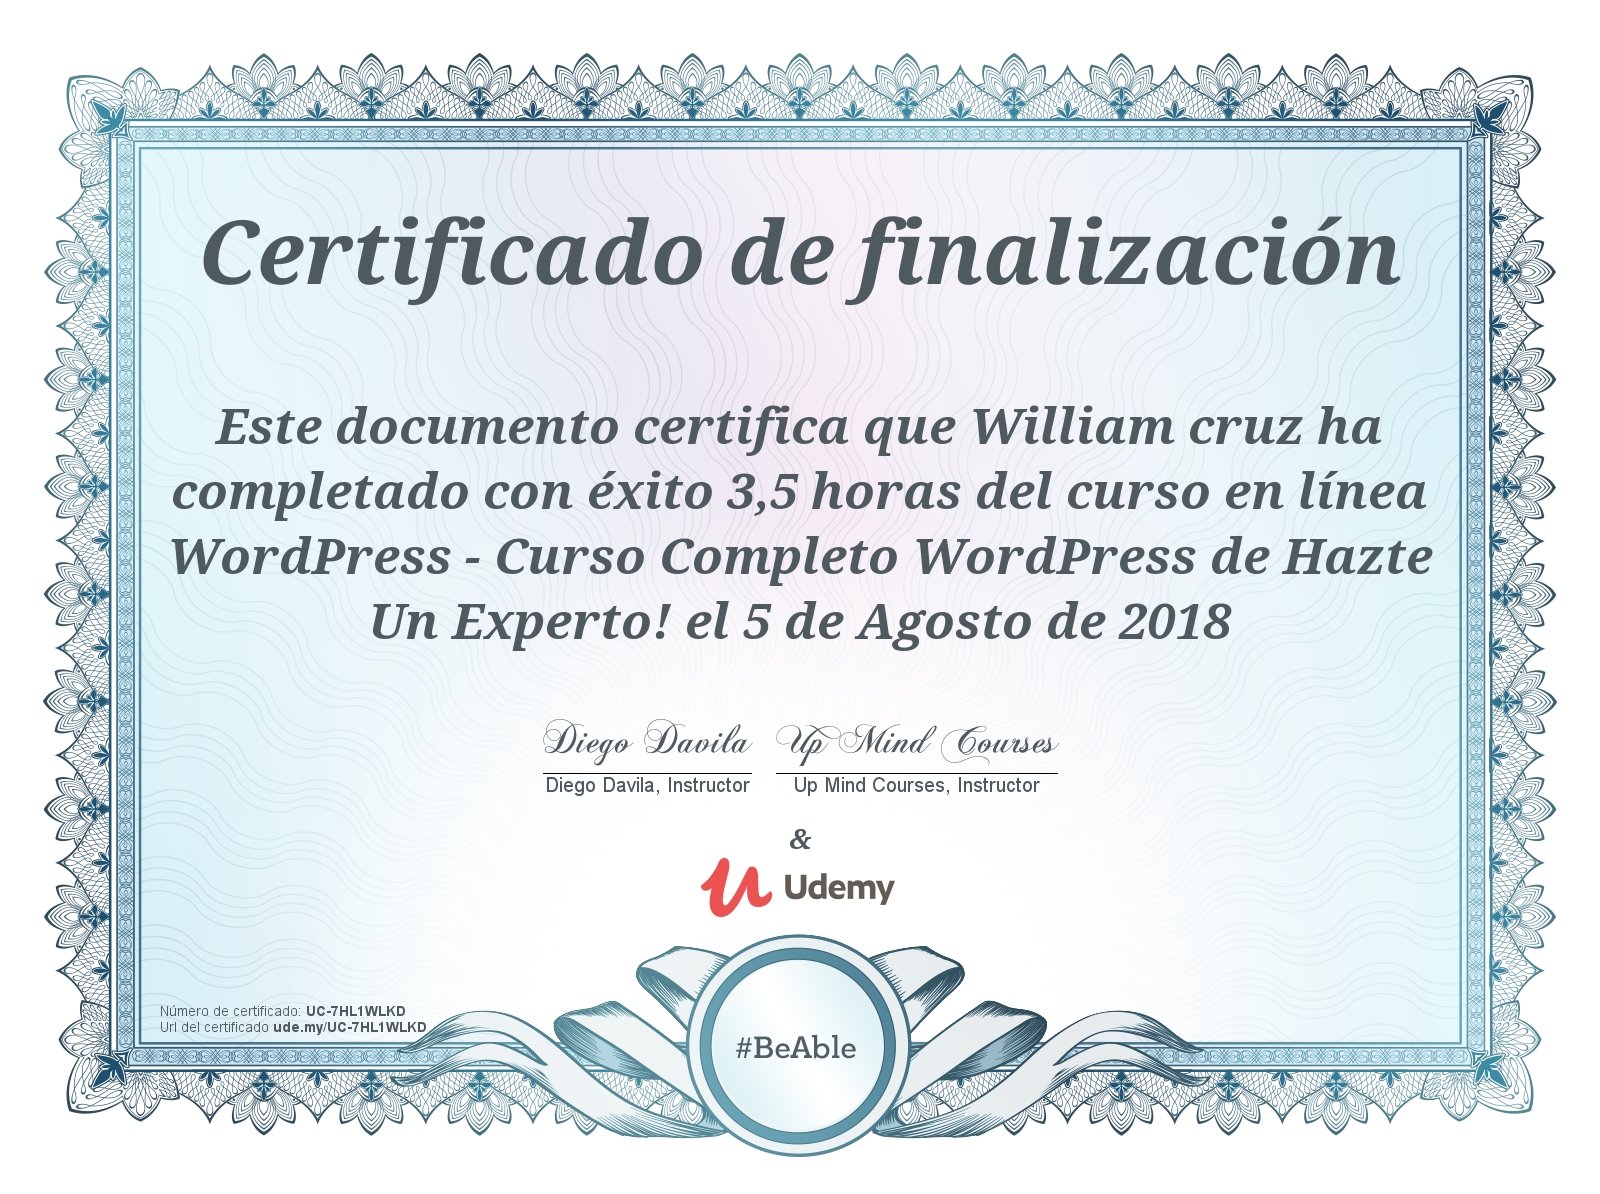 Certificado de finalización
Este documento certifica que William cruz ha
completado con éxito 3,5 horas del curso en línea
WordPress - Curso Completo WordPress de Hazte
Un Experto! el 5 de Agosto de 2018
Diego Davila Up Mind Courses
Diego Davila, Instructor Up Mind Courses, Instructor
&
Udemy
Número de certificado: UC-7HL1WLKD
Url del certificado ude.my/UC-7HL1WLKD
#BeAble